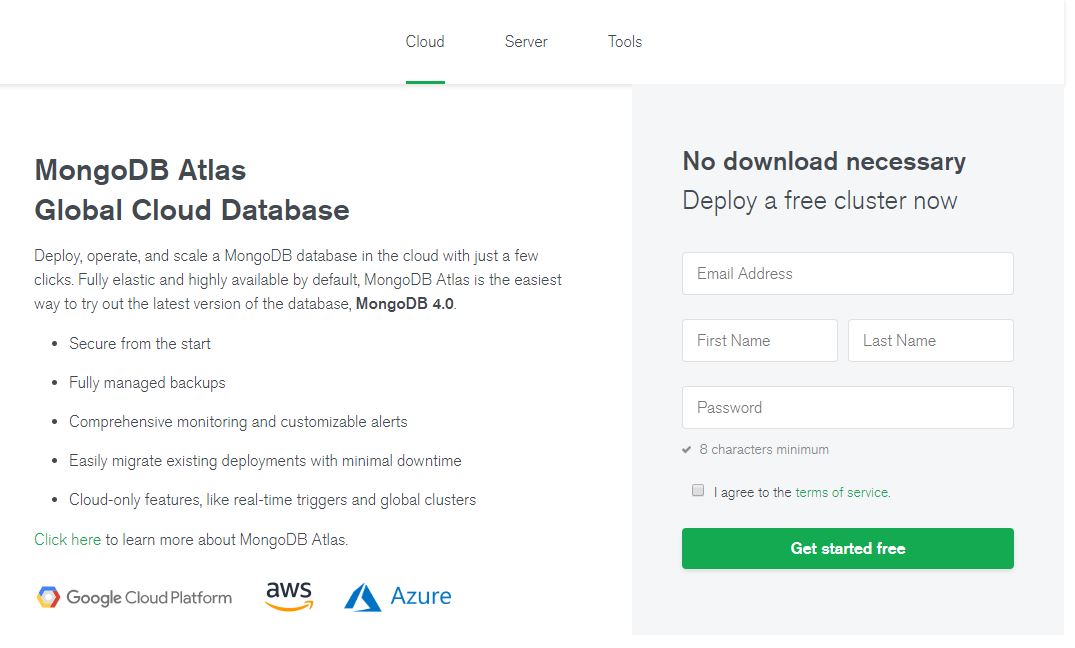 Cloud
Server
Tools
MongoDB Atlas
Global Cloud Database
Deploy, operate, and scale a MongoDB database in the cloud with just a few
clicks. Fully elastic and highly available by default, MongoDB Atlas is the easiest
way to try out the latest version of the database, MongoDB 4.0.
• Secure from the start
• Fully managed backups
• Comprehensive monitoring and customizable alerts
• Easily migrate existing deployments with minimal downtime
• Cloud-only features, like real-time triggers and global clusters
Click here to learn more about MongoDB Atlas.
Google Cloud Platform
aws
Azure
No download necessary
Deploy a free cluster now
Email Address
First Name
Last Name
Password
8 characters minimum
I agree to the terms of service.
Get started free